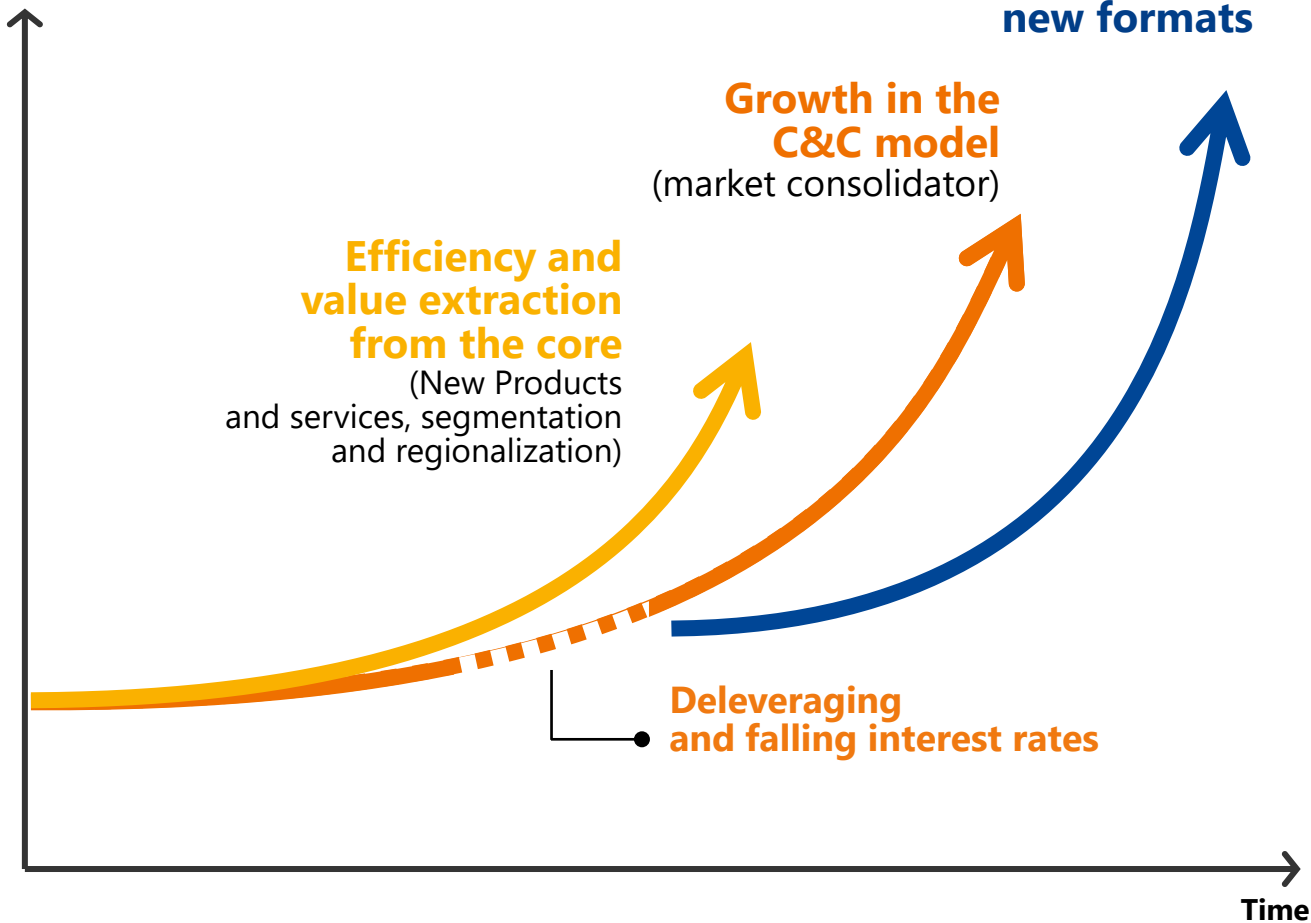 new formats
Growth in the
C&C model
(market consolidator)
Efficiency and
value extraction
from the core
(New Products
and services, segmentation
and regionalization)
Deleveraging
and falling interest rates
Time